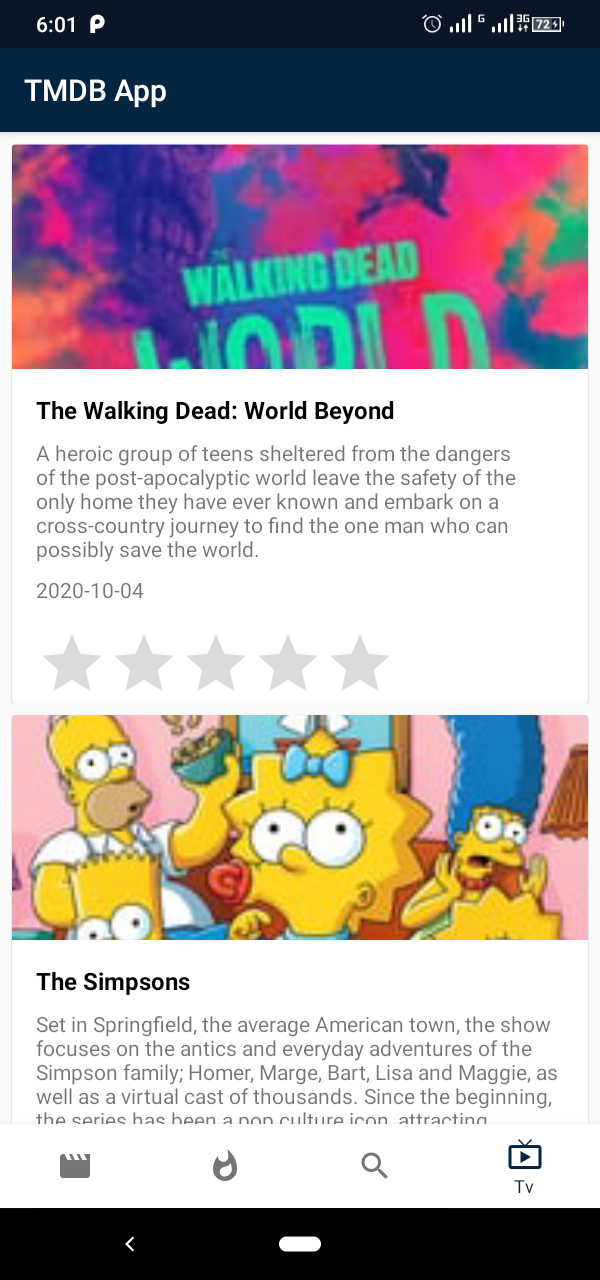 6:01
G
3G
72
TMDB App
THE
WALKING DEAD
WORLD
The Walking Dead: World Beyond
A heroic group of teens sheltered from the dangers
of the post-apocalyptic world leave the safety of the
only home they have ever known and embark on a
cross-country journey to find the one man who can
possibly save the world.
2020-10-04
The Simpsons
Set in Springfield, the average American town, the show
focuses on the antics and everyday adventures of the
Simpson family; Homer, Marge, Bart, Lisa and Maggie, as
well as a virtual cast of thousands. Since the beginning,
the series has been a pop culture icon, attracting
Tv